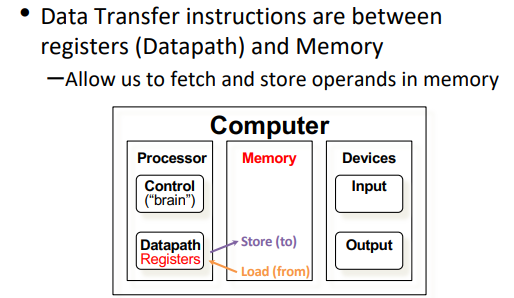 • Data Transfer instructions are between
registers (Datapath) and Memory
–Allow us to fetch and store operands in memory
Computer
Processor
Control
("brain")
Datapath
Registers
Memory
Store (to)
Load (from)
Devices
Input
Output